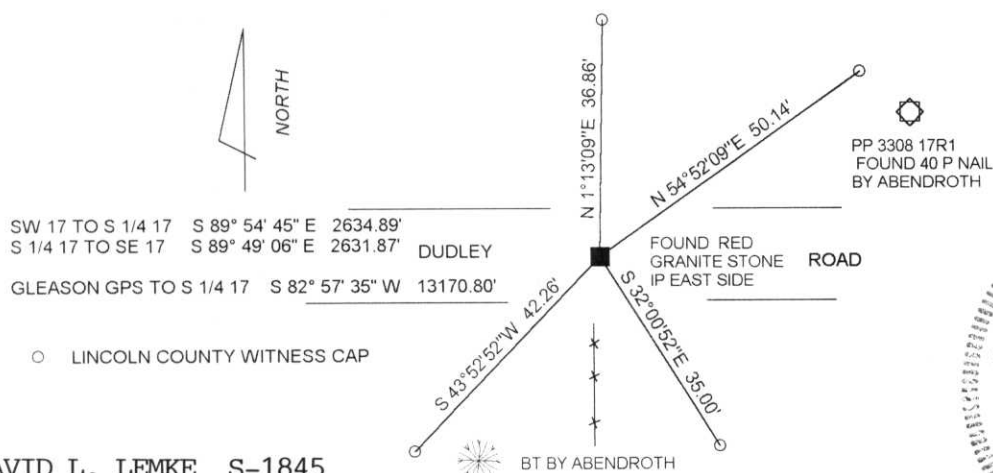 NORTH
N 1°13'09"E 36.86'
N 54°52'09"E 50.14'
PP 3308 17R1
FOUND 40 P NAIL
BY ABENDROTH
SW 17 TO S 1/4 17 S 89° 54' 45" E 2634.89'
S 1/4 17 TO SE 17 S 89° 49' 06" E 2631.87'
DUDLEY
FOUND RED
GRANITE STONE
IP EAST SIDE
ROAD
GLEASON GPS TO S 1/4 17 S 82° 57' 35" W 13170.80'
S 43°52'52"W 42.26'
S 32°00'52"E 35.00'
LINCOLN COUNTY WITNESS CAP
BT BY ABENDROTH
AVID L. LEMKE S-1845